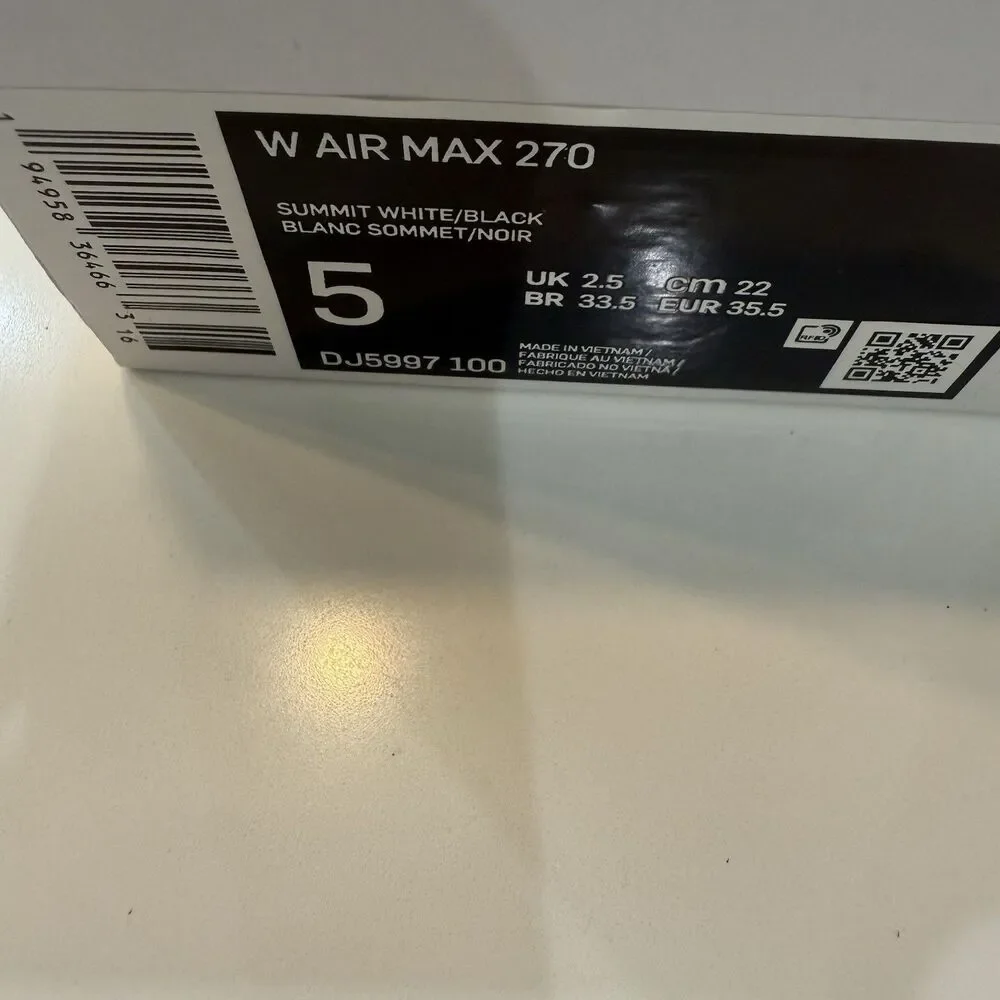 W AIR MAX 270
SUMMIT WHITE/BLACK
BLANC SOMMET/NOIR
5
UK 2.5 cm 22
BR 33.5 EUR 35.5
DJ5997 100
MADE IN VIETNAM/
FABRIQUE AU VIETNAM/
FABRICADO NO VIETNÃ/
HECHO EN VIETNAM
RFID
1 94958 36466 3 16